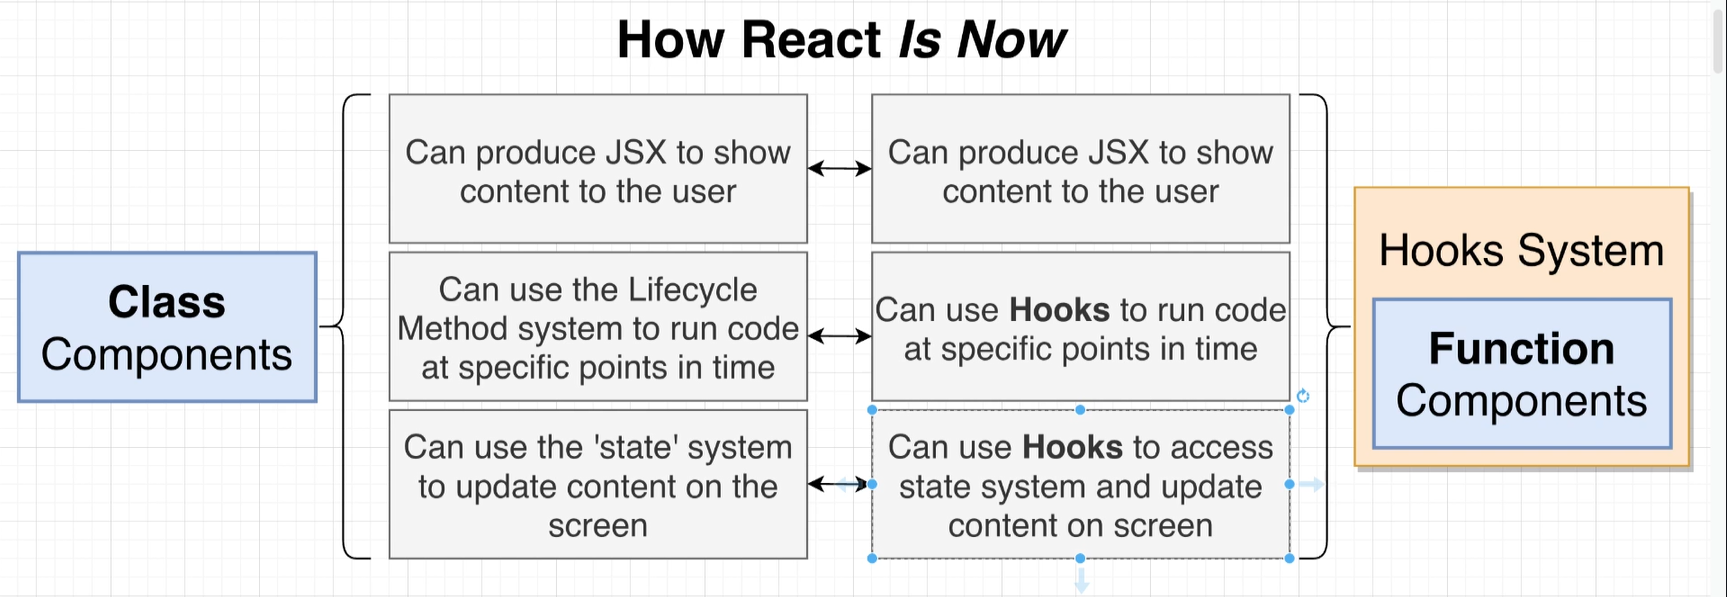 How React Is Now
Can produce JSX to show
content to the user
Can produce JSX to show
content to the user
Class
Components
Can use the Lifecycle
Method system to run code
at specific points in time
Can use Hooks to run code
at specific points in time
Hooks System
Function
Components
Can use the 'state' system
to update content on the
screen
Can use Hooks to access
state system and update
content on screen